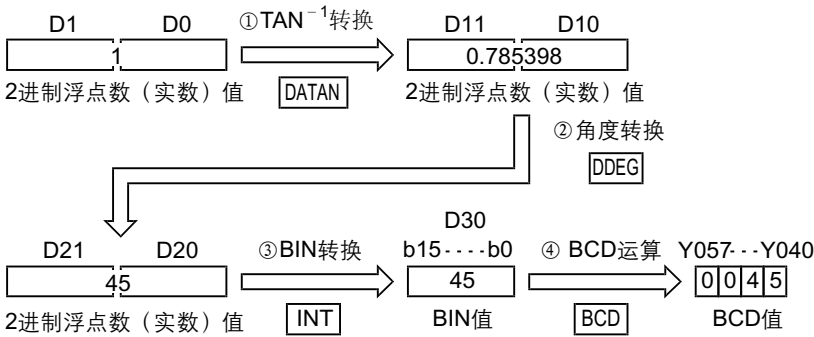 D1 D0 ①TAN⁻¹转换 D11 D10
1 0.785398
2进制浮点数（实数）值 DATAN 2进制浮点数（实数）值
②角度转换
DDEG
D30
D21 D20 ③BIN转换 b15----b0 ④ BCD运算 Y057---Y040
45 45 0 0 4 5
2进制浮点数（实数）值 INT BIN值 BCD BCD值